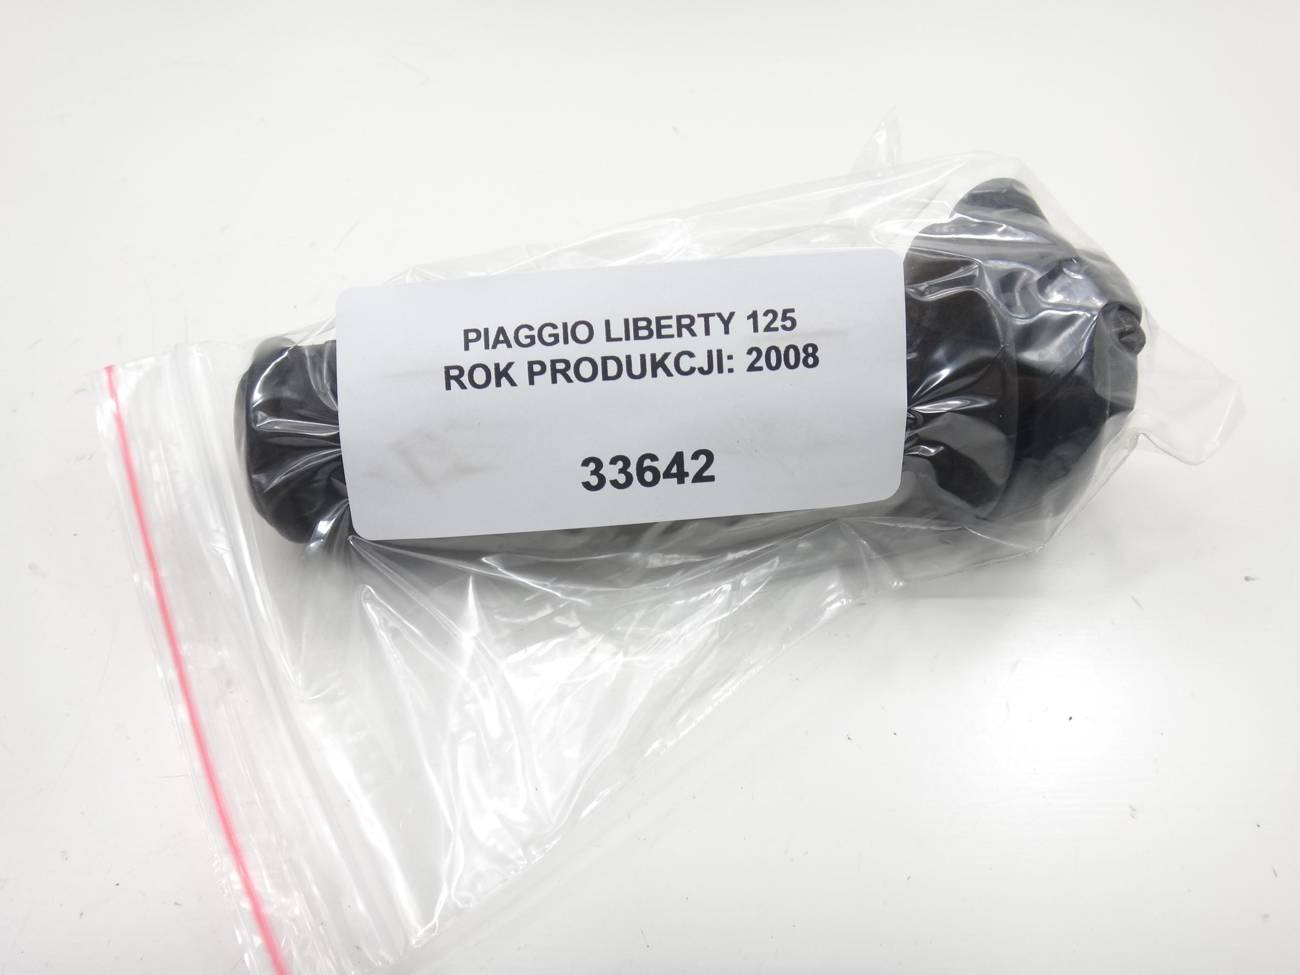 PIAGGIO LIBERTY 125
ROK PRODUKCJI: 2008
33642